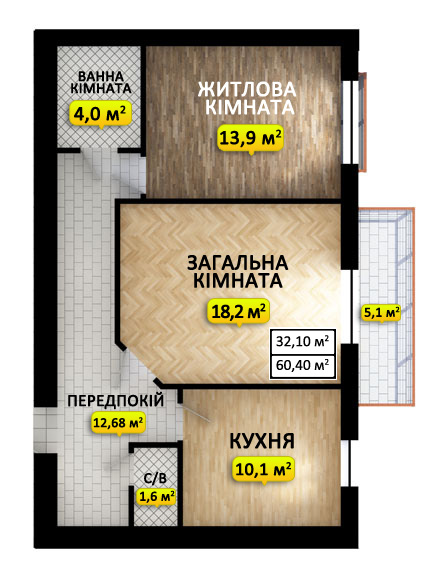 ВАННА
КІМНАТА
4,0 м²
ЖИТЛОВА
КІМНАТА
13,9 м²
ЗАГАЛЬНА
КІМНАТА
18,2 м²
5,1 м²
32,10 м²
60,40 м²
ПЕРЕДПОКІЙ
12,68 м²
КУХНЯ
10,1 м²
С/В
1,6 м²